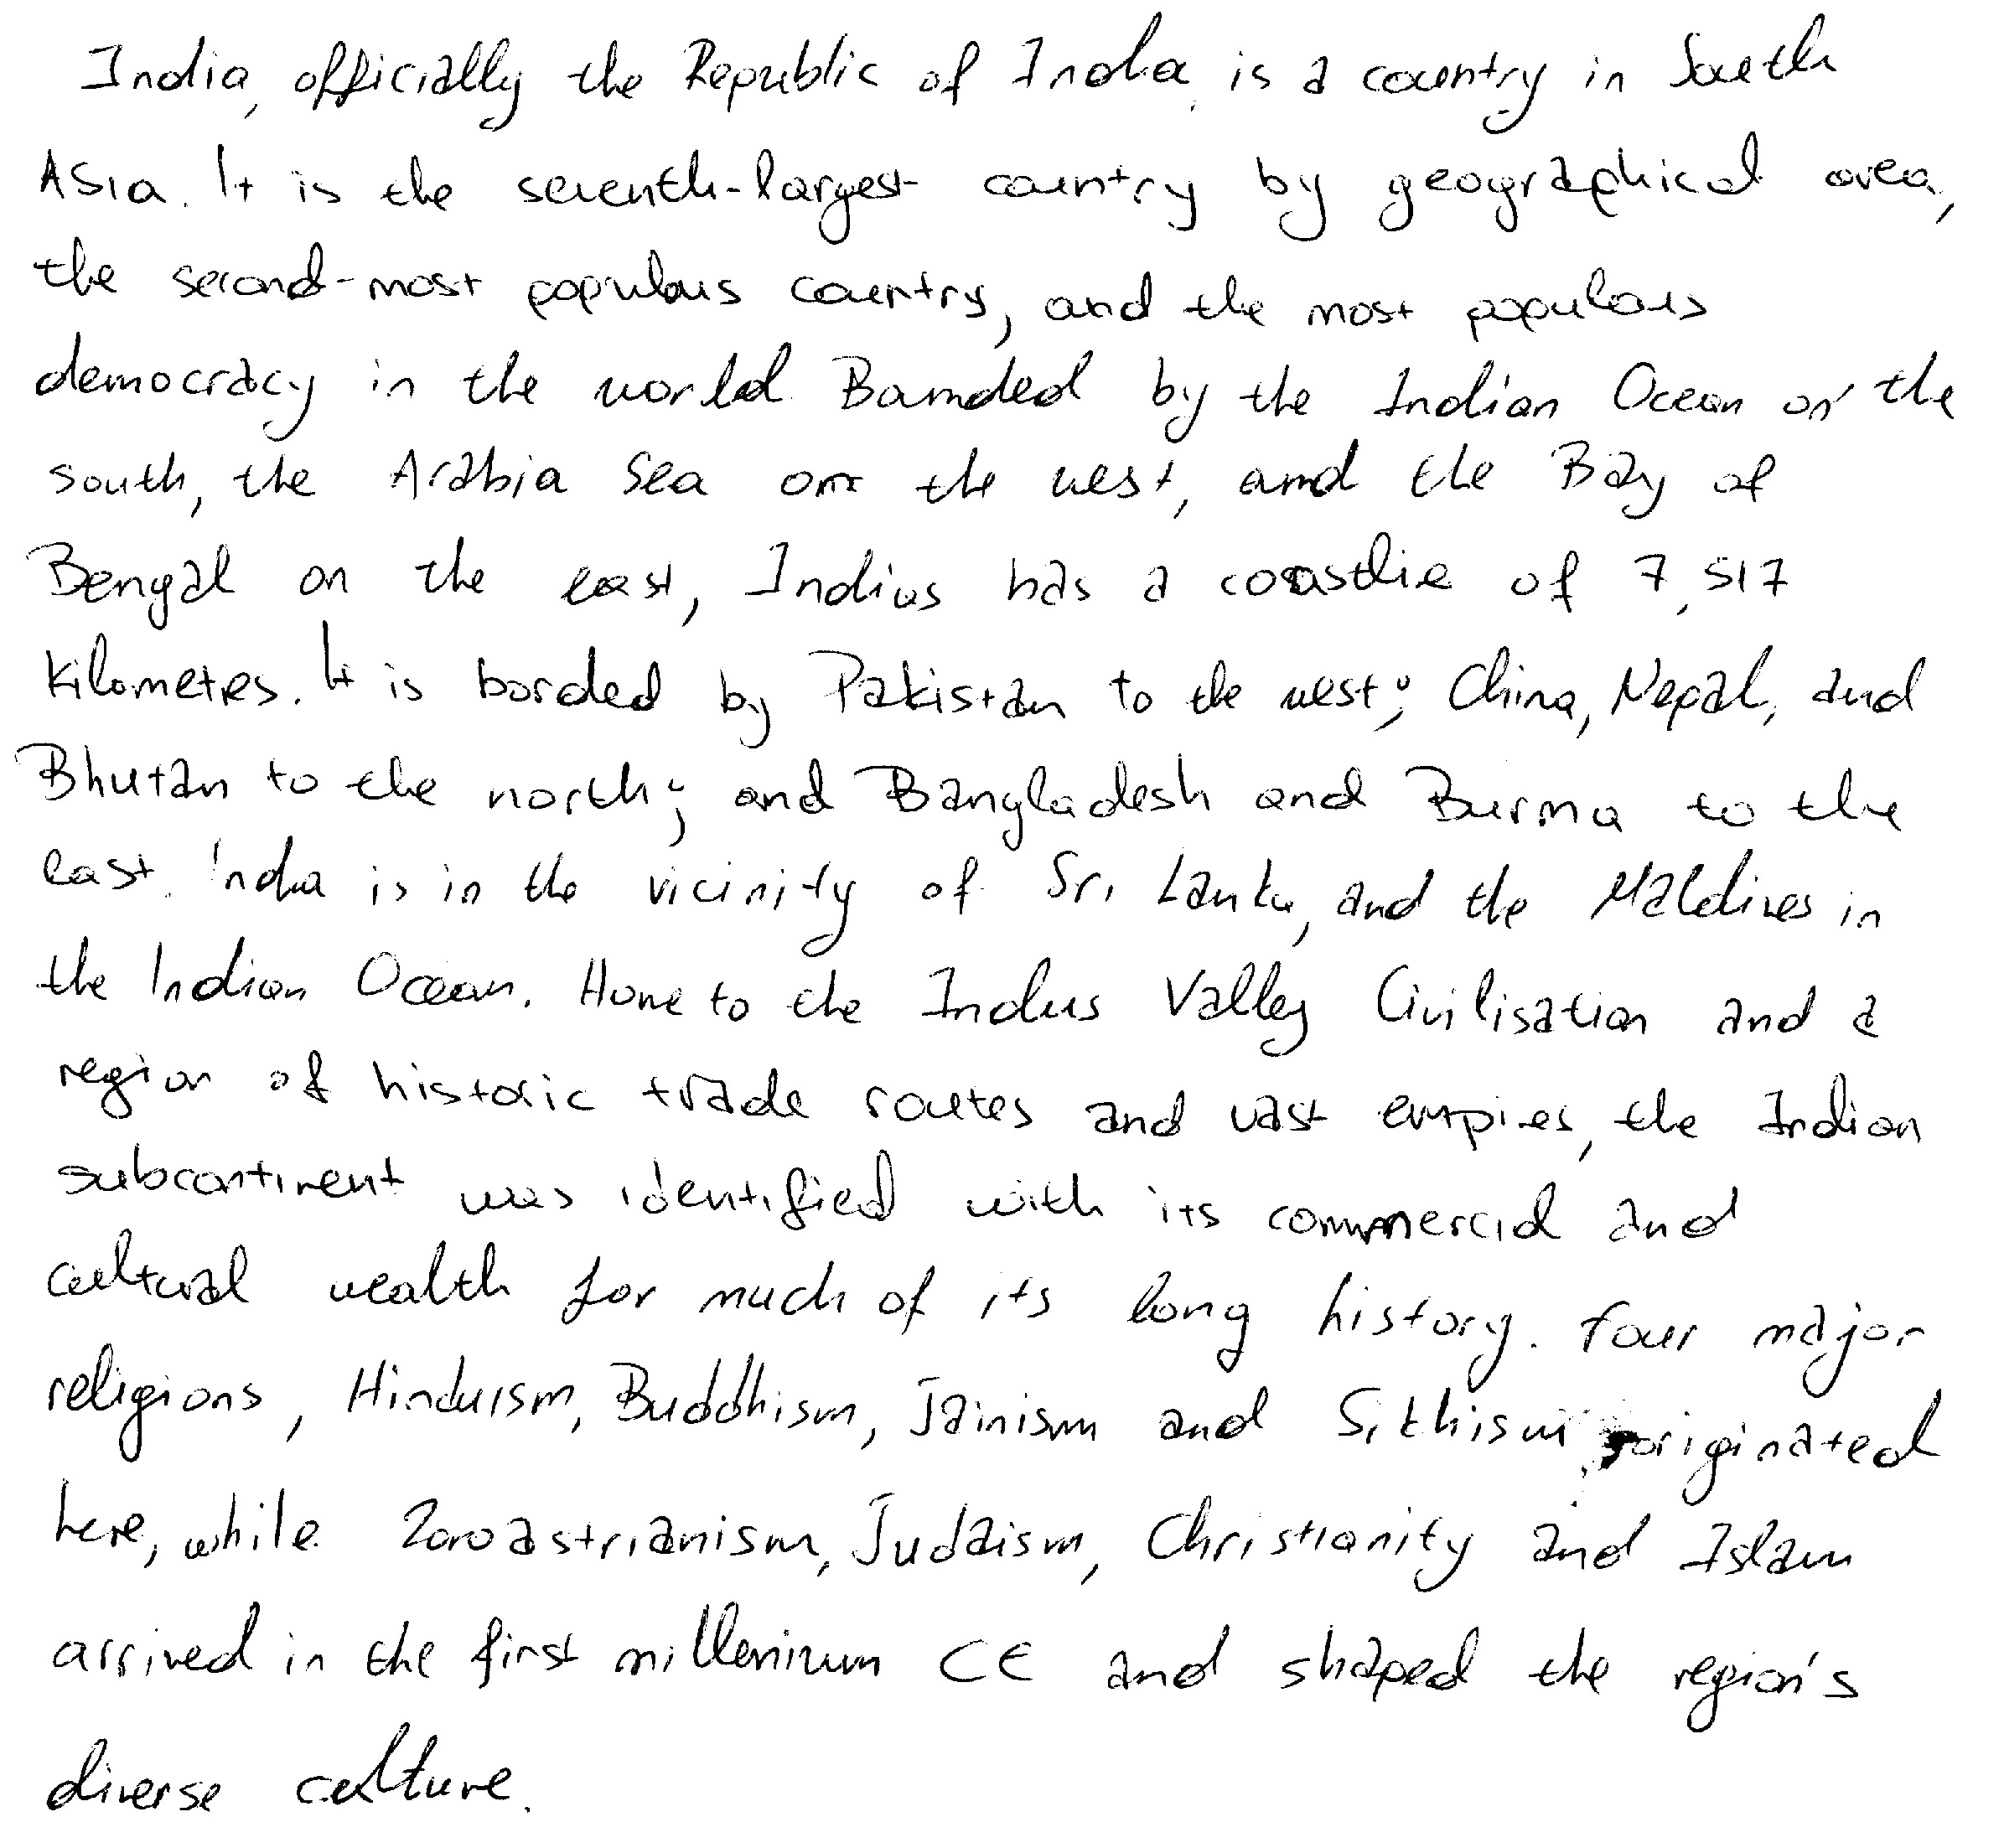 India, officially the Republic of India, is a country in South
Asia. It is the seventh-largest country by geographical area,
the second-most populous country, and the most populous
democracy in the world. Bounded by the Indian Ocean on the
south, the Arabia Sea on the west, and the Bay of
Bengal on the east, Indias has a coastlie of 7,517
kilometres. It is borded by Pakistan to the west; China, Nepal, and
Bhutan to the north; and Bangladesh and Burma to the
east. India is in the vicinity of Sri Lanka, and the Maldives in
the Indian Ocean. Home to the Indus Valley Civilisation and a
region of historic trade routes and vast empires, the Indian
subcontinent was identified with its commercial and
cultural wealth for much of its long history. Four major
religions, Hinduism, Buddhism, Jainism and Sikhism, originated
here, while Zoroastrianism, Judaism, Christianity and Islam
arrived in the first millenium CE and shaped the region's
diverse culture.